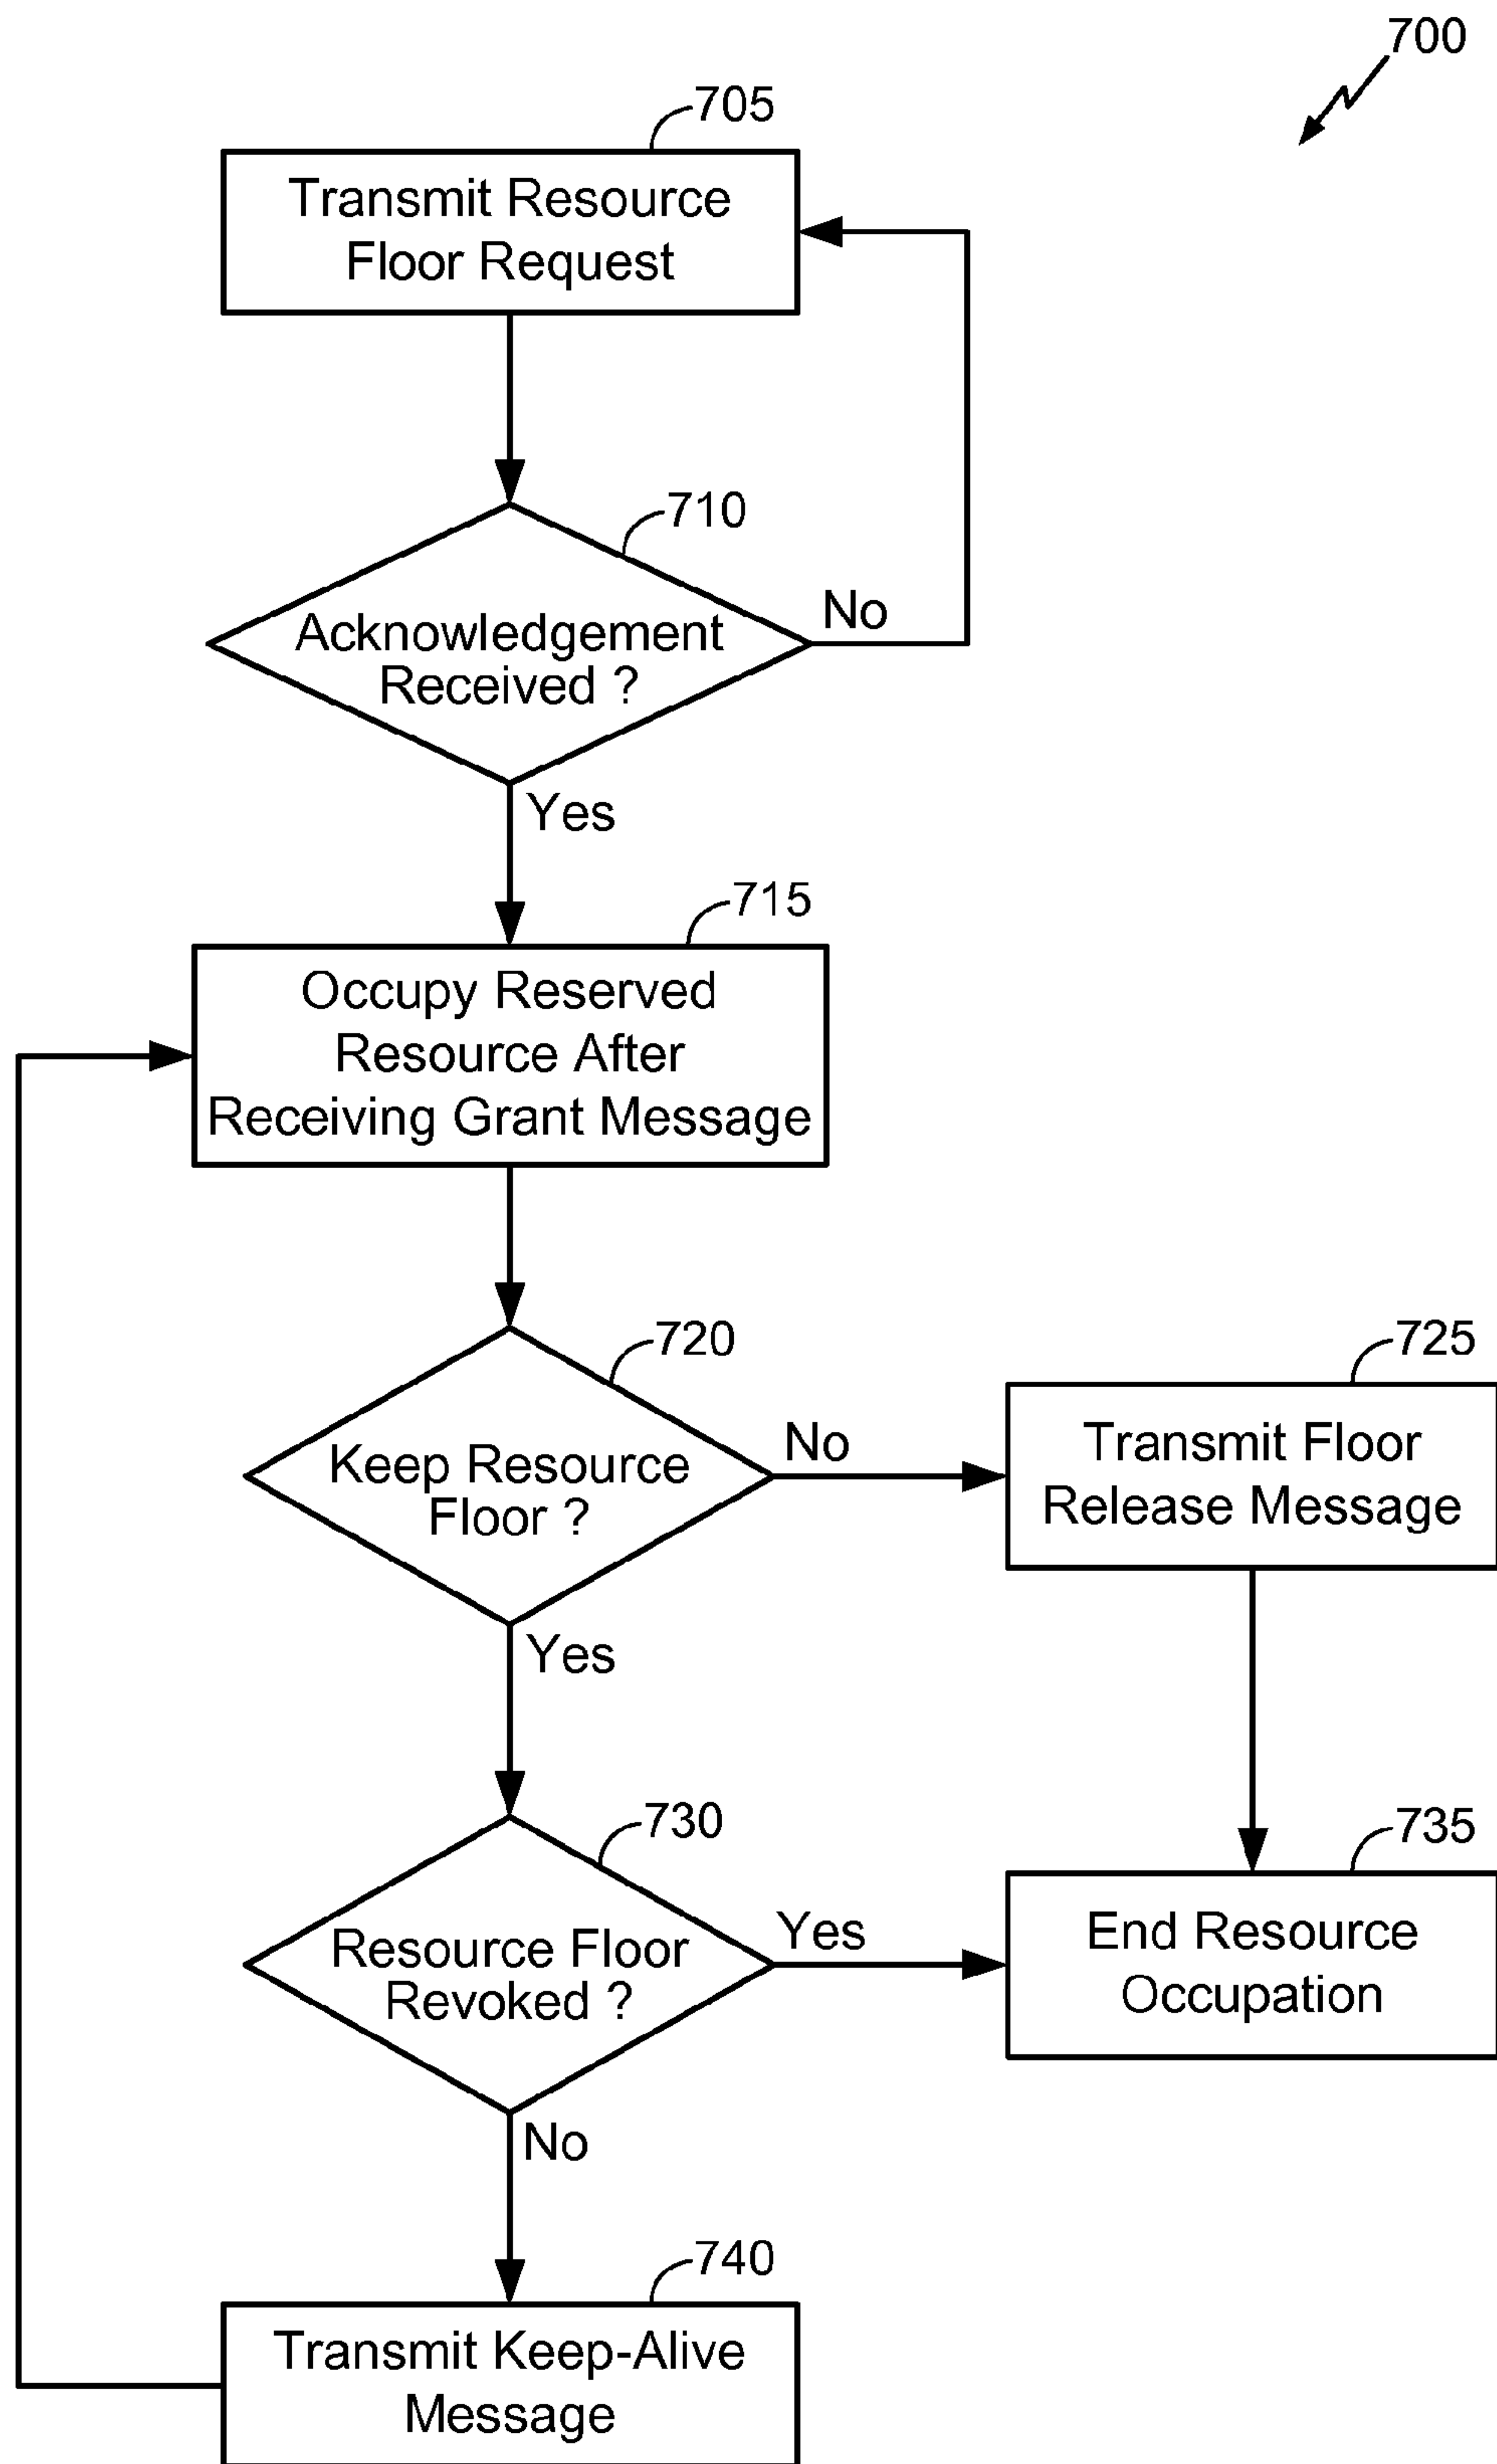 700
705
Transmit Resource
Floor Request
710
Acknowledgement
Received ?
No
Yes
715
Occupy Reserved
Resource After
Receiving Grant Message
720
Keep Resource
Floor ?
No
Yes
725
Transmit Floor
Release Message
730
Resource Floor
Revoked ?
Yes
No
735
End Resource
Occupation
740
Transmit Keep-Alive
Message